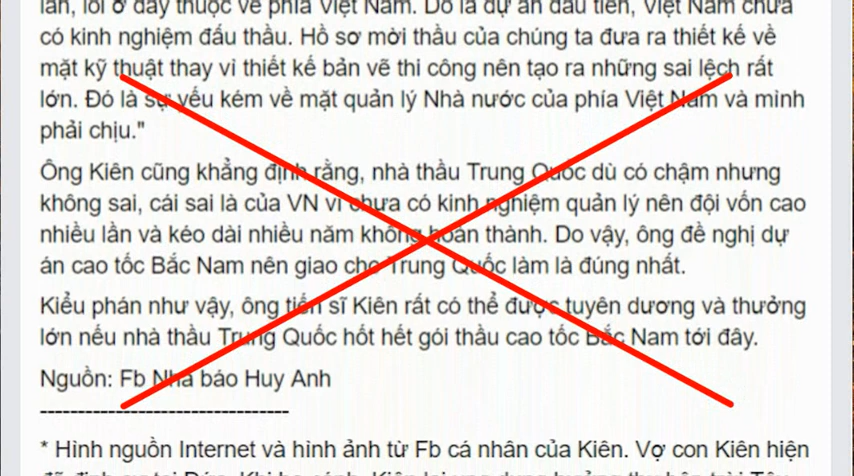 lần, lỗi ở đây thuộc về phía Việt Nam. Đó là dự án đầu tiên, Việt Nam chưa
có kinh nghiệm đấu thầu. Hồ sơ mời thầu của chúng ta đưa ra thiết kế về
mặt kỹ thuật thay vì thiết kế bản vẽ thi công nên tạo ra những sai lệch rất
lớn. Đó là sự yếu kém về mặt quản lý Nhà nước của phía Việt Nam và mình
phải chịu."
Ông Kiên cũng khẳng định rằng, nhà thầu Trung Quốc dù có chậm nhưng
không sai, cái sai là của VN vì chưa có kinh nghiệm quản lý nên đội vốn cao
nhiều lần và kéo dài nhiều năm không hoàn thành. Do vậy, ông đề nghị dự
án cao tốc Bắc Nam nên giao cho Trung Quốc làm là đúng nhất.
Kiểu phán như vậy, ông tiến sĩ Kiên rất có thể được tuyên dương và thưởng
lớn nếu nhà thầu Trung Quốc hốt hết gói thầu cao tốc Bắc Nam tới đây.
Nguồn: Fb Nhà báo Huy Anh
---------------------------------
* Hình nguồn Internet và hình ảnh từ Fb cá nhân của Kiên. Vợ con Kiên hiện